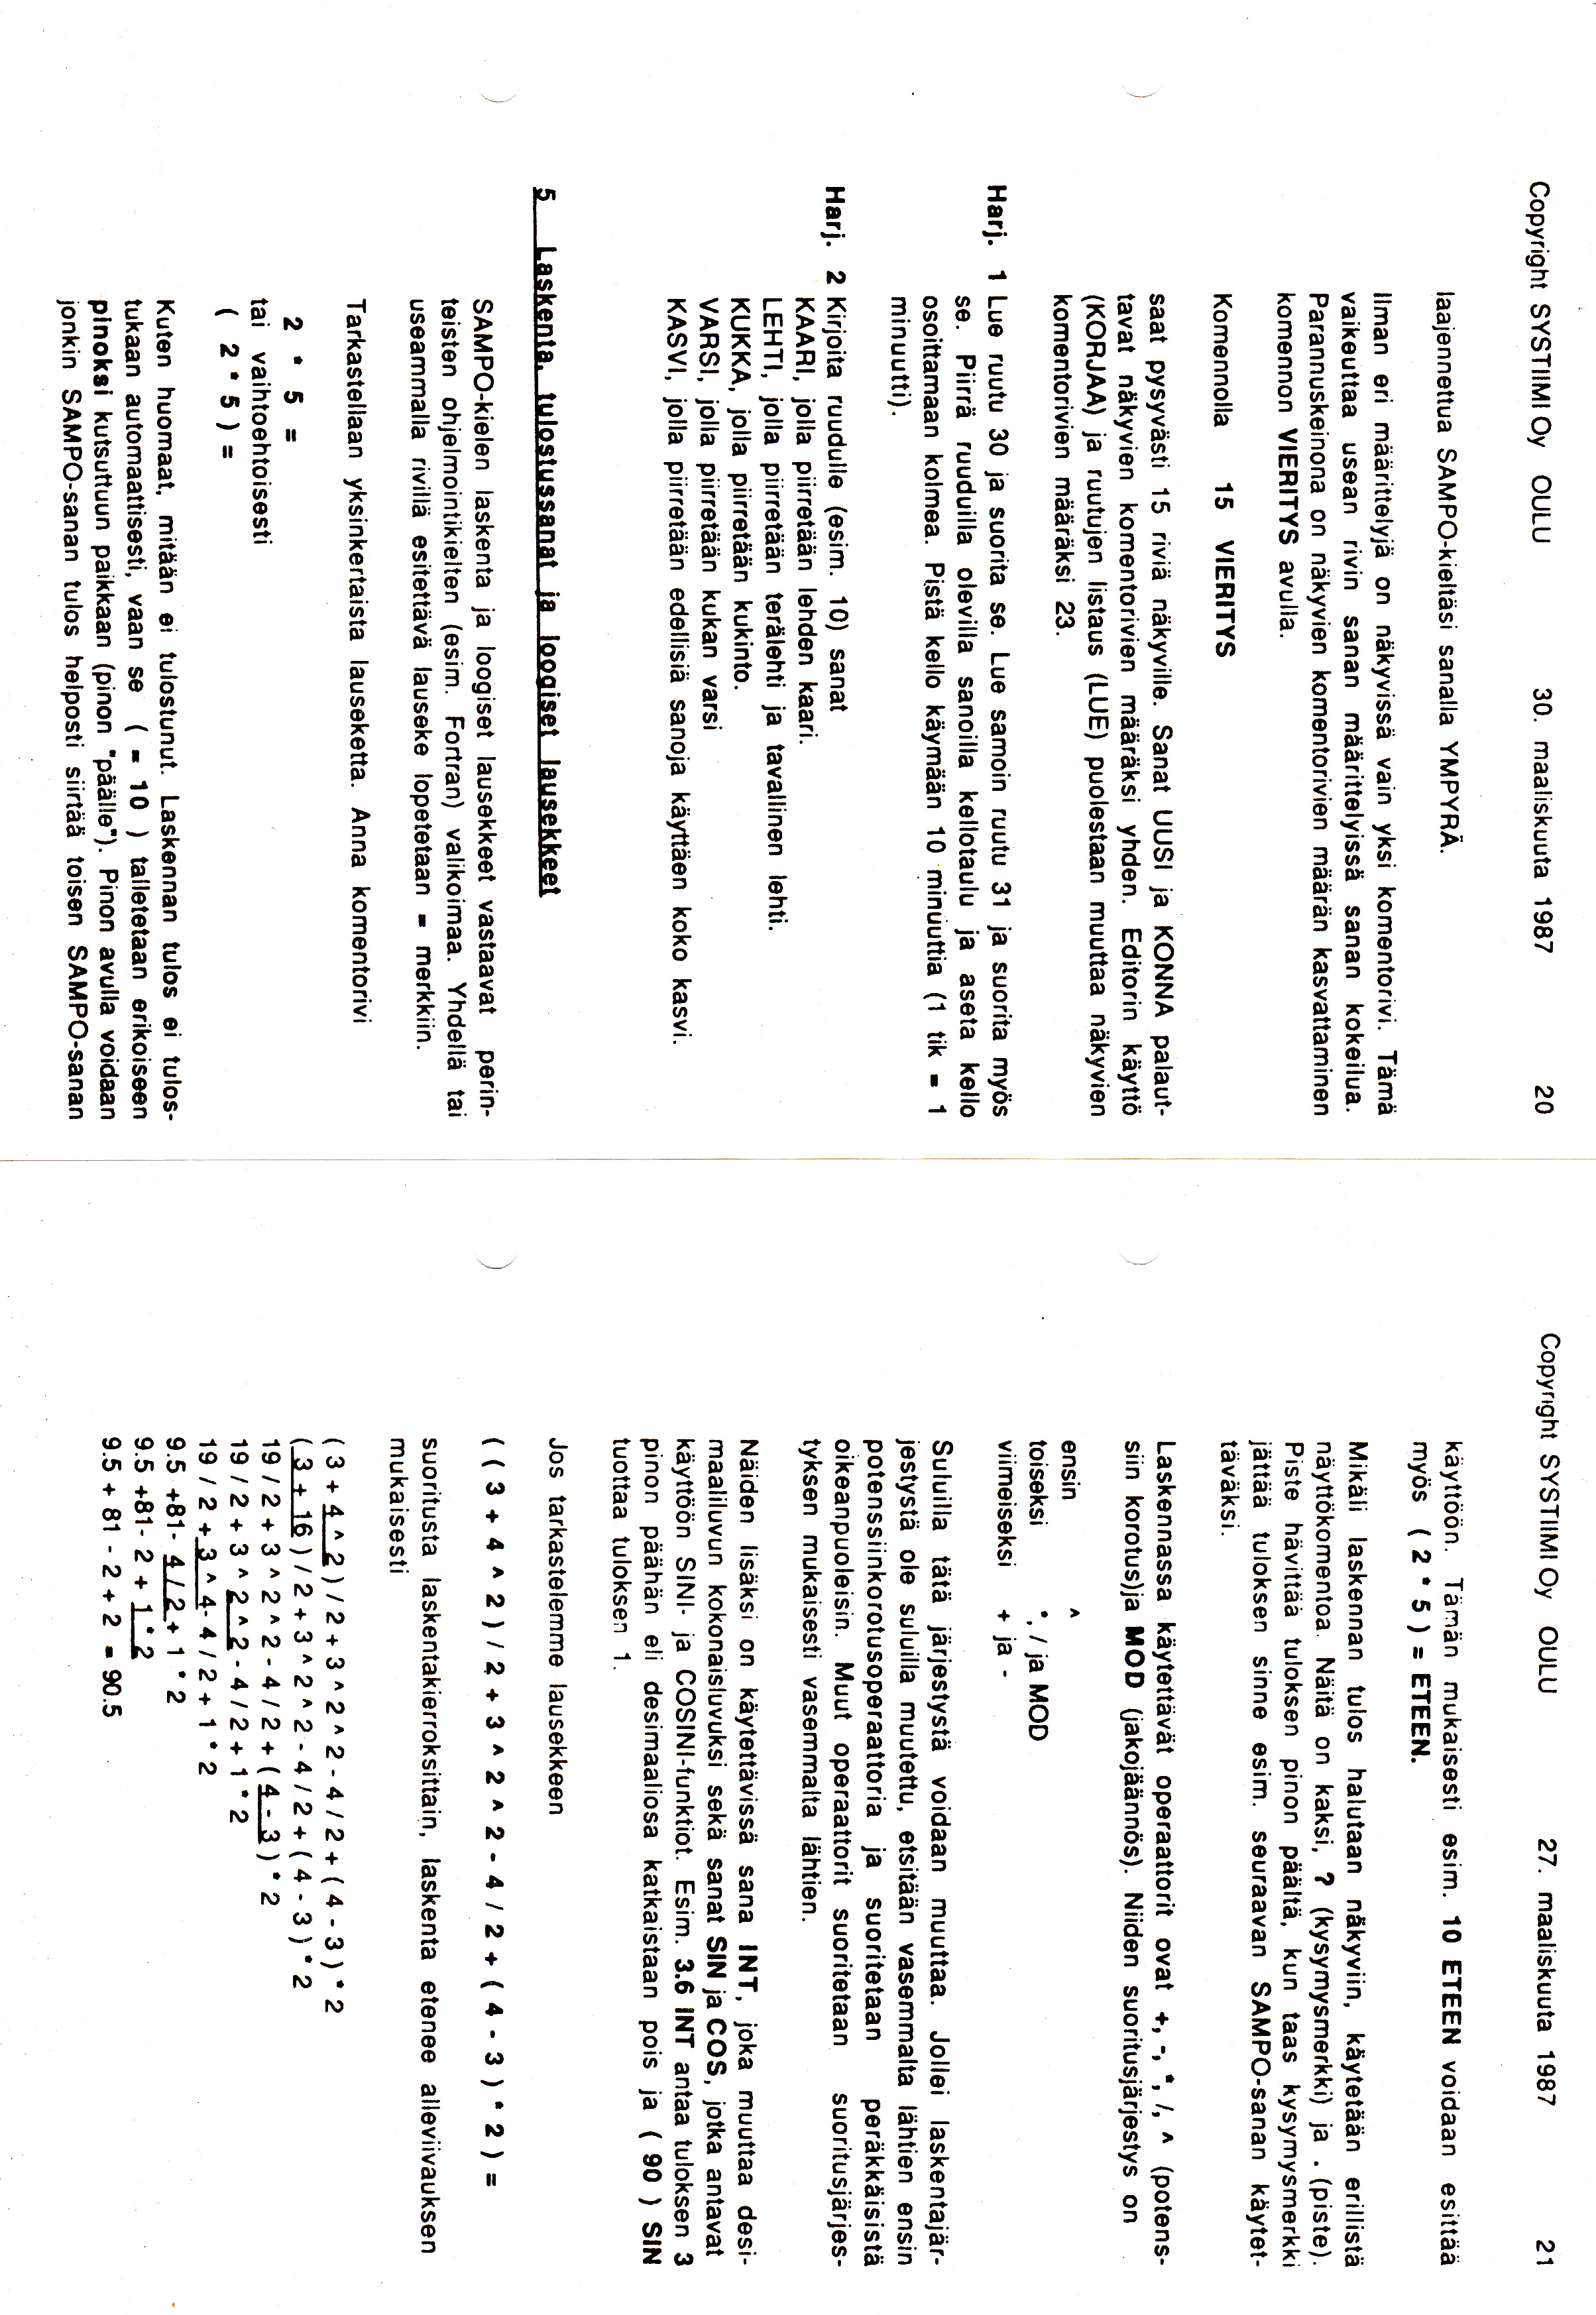 Copyright SYSTIIMI Oy OULU 30. maaliskuuta 1987 20
laajennettua SAMPO-kieltäsi sanalla YMPYRÄ.
Ilman eri määrittelyjä on näkyvissä vain yksi komentorivi. Tämä
vaikeuttaa usean rivin sanan määrittelyissä sanan kokeilua.
Parannuskeinona on näkyvien komentorivien määrän kasvattaminen
komennon VIERITYS avulla.
Komennolla 15 VIERITYS
saat pysyvästi 15 riviä näkyville. Sanat UUSI ja KONNA palaut-
tavat näkyvien komentorivien määräksi yhden. Editorin käyttö
(KORJAA) ja ruutujen listaus (LUE) puolestaan muuttaa näkyvien
komentorivien määräksi 23.
Harj. 1 Lue ruutu 30 ja suorita se. Lue samoin ruutu 31 ja suorita myös
se. Piirrä ruuduilla olevilla sanoilla kellotaulu ja aseta kello
osoittamaan kolmea. Pistä kello käymään 10 minuuttia (1 tik = 1
minuutti).
Harj. 2 Kirjoita ruudulle (esim. 10) sanat
KAARI, jolla piirretään lehden kaari.
LEHTI, jolla piirretään terälehti ja tavallinen lehti.
KUKKA, jolla piirretään kukinto.
VARSI, jolla piirretään kukan varsi
KASVI, jolla piirretään edellisiä sanoja käyttäen koko kasvi.
5 Laskenta, tulostussanat ja loogiset lausekkeet
SAMPO-kielen laskenta ja loogiset lausekkeet vastaavat perin-
teisten ohjelmointikielten (esim. Fortran) valikoimaa. Yhdellä tai
useammalla rivillä esitettävä lauseke lopetetaan = merkkiin.
Tarkastellaan yksinkertaista lauseketta. Anna komentorivi
2 * 5 =
tai vaihtoehtoisesti
( 2 * 5 ) =
Kuten huomaat, mitään ei tulostunut. Laskennan tulos ei tulos-
tukaan automaattisesti, vaan se ( = 10 ) talletetaan erikoiseen
pinoksi kutsuttuun paikkaan (pinon "päälle"). Pinon avulla voidaan
jonkin SAMPO-sanan tulos helposti siirtää toisen SAMPO-sanan
Copyright SYSTIIMI Oy OULU 27. maaliskuuta 1987 21
käyttöön. Tämän mukaisesti esim. 10 ETEEN voidaan esittää
myös ( 2 * 5 ) = ETEEN.
Mikäli laskennan tulos halutaan näkyviin, käytetään erillistä
näyttökomentoa. Näitä on kaksi, ? (kysymysmerkki) ja . (piste).
Piste hävittää tuloksen pinon päältä, kun taas kysymysmerkki
jättää tuloksen sinne esim. seuraavan SAMPO-sanan käytet-
täväksi.
Laskennassa käytettävät operaattorit ovat +, -, *, /, ^ (potens-
siin korotus)ja MOD (jakojäännös). Niiden suoritusjärjestys on
ensin ^
toiseksi *, / ja MOD
viimeiseksi + ja -
Suluilla tätä järjestystä voidaan muuttaa. Jollei laskentajär-
jestystä ole suluilla muutettu, etsitään vasemmalta lähtien ensin
potenssiinkorotusoperaattoria ja suoritetaan peräkkäisistä
oikeanpuoleisin. Muut operaattorit suoritetaan suoritusjärjes-
tyksen mukaisesti vasemmalta lähtien.
Näiden lisäksi on käytettävissä sana INT, joka muuttaa desi-
maaliluvun kokonaisluvuksi sekä sanat SIN ja COS, jotka antavat
käyttöön SINI- ja COSINI-funktiot. Esim. 3.6 INT antaa tuloksen 3
pinon päähän eli desimaaliosa katkaistaan pois ja ( 90 ) SIN
tuottaa tuloksen 1.
Jos tarkastelemme lausekkeen
( ( 3 + 4 ^ 2 ) / 2 + 3 ^ 2 ^ 2 - 4 / 2 + ( 4 - 3 ) * 2 ) =
suoritusta laskentakierroksittain, laskenta etenee alleviivauksen
mukaisesti
( 3 + 4 ^ 2 ) / 2 + 3 ^ 2 ^ 2 - 4 / 2 + ( 4 - 3 ) * 2
( 3 + 16 ) / 2 + 3 ^ 2 ^ 2 - 4 / 2 + ( 4 - 3 ) * 2
19 / 2 + 3 ^ 2 ^ 2 - 4 / 2 + ( 4 - 3 ) * 2
19 / 2 + 3 ^ 2 ^ 2 - 4 / 2 + 1 * 2
19 / 2 + 3 ^ 4 - 4 / 2 + 1 * 2
9.5 +81- 4 / 2 + 1 * 2
9.5 +81- 2 + 1 * 2
9.5 + 81 - 2 + 2 = 90.5